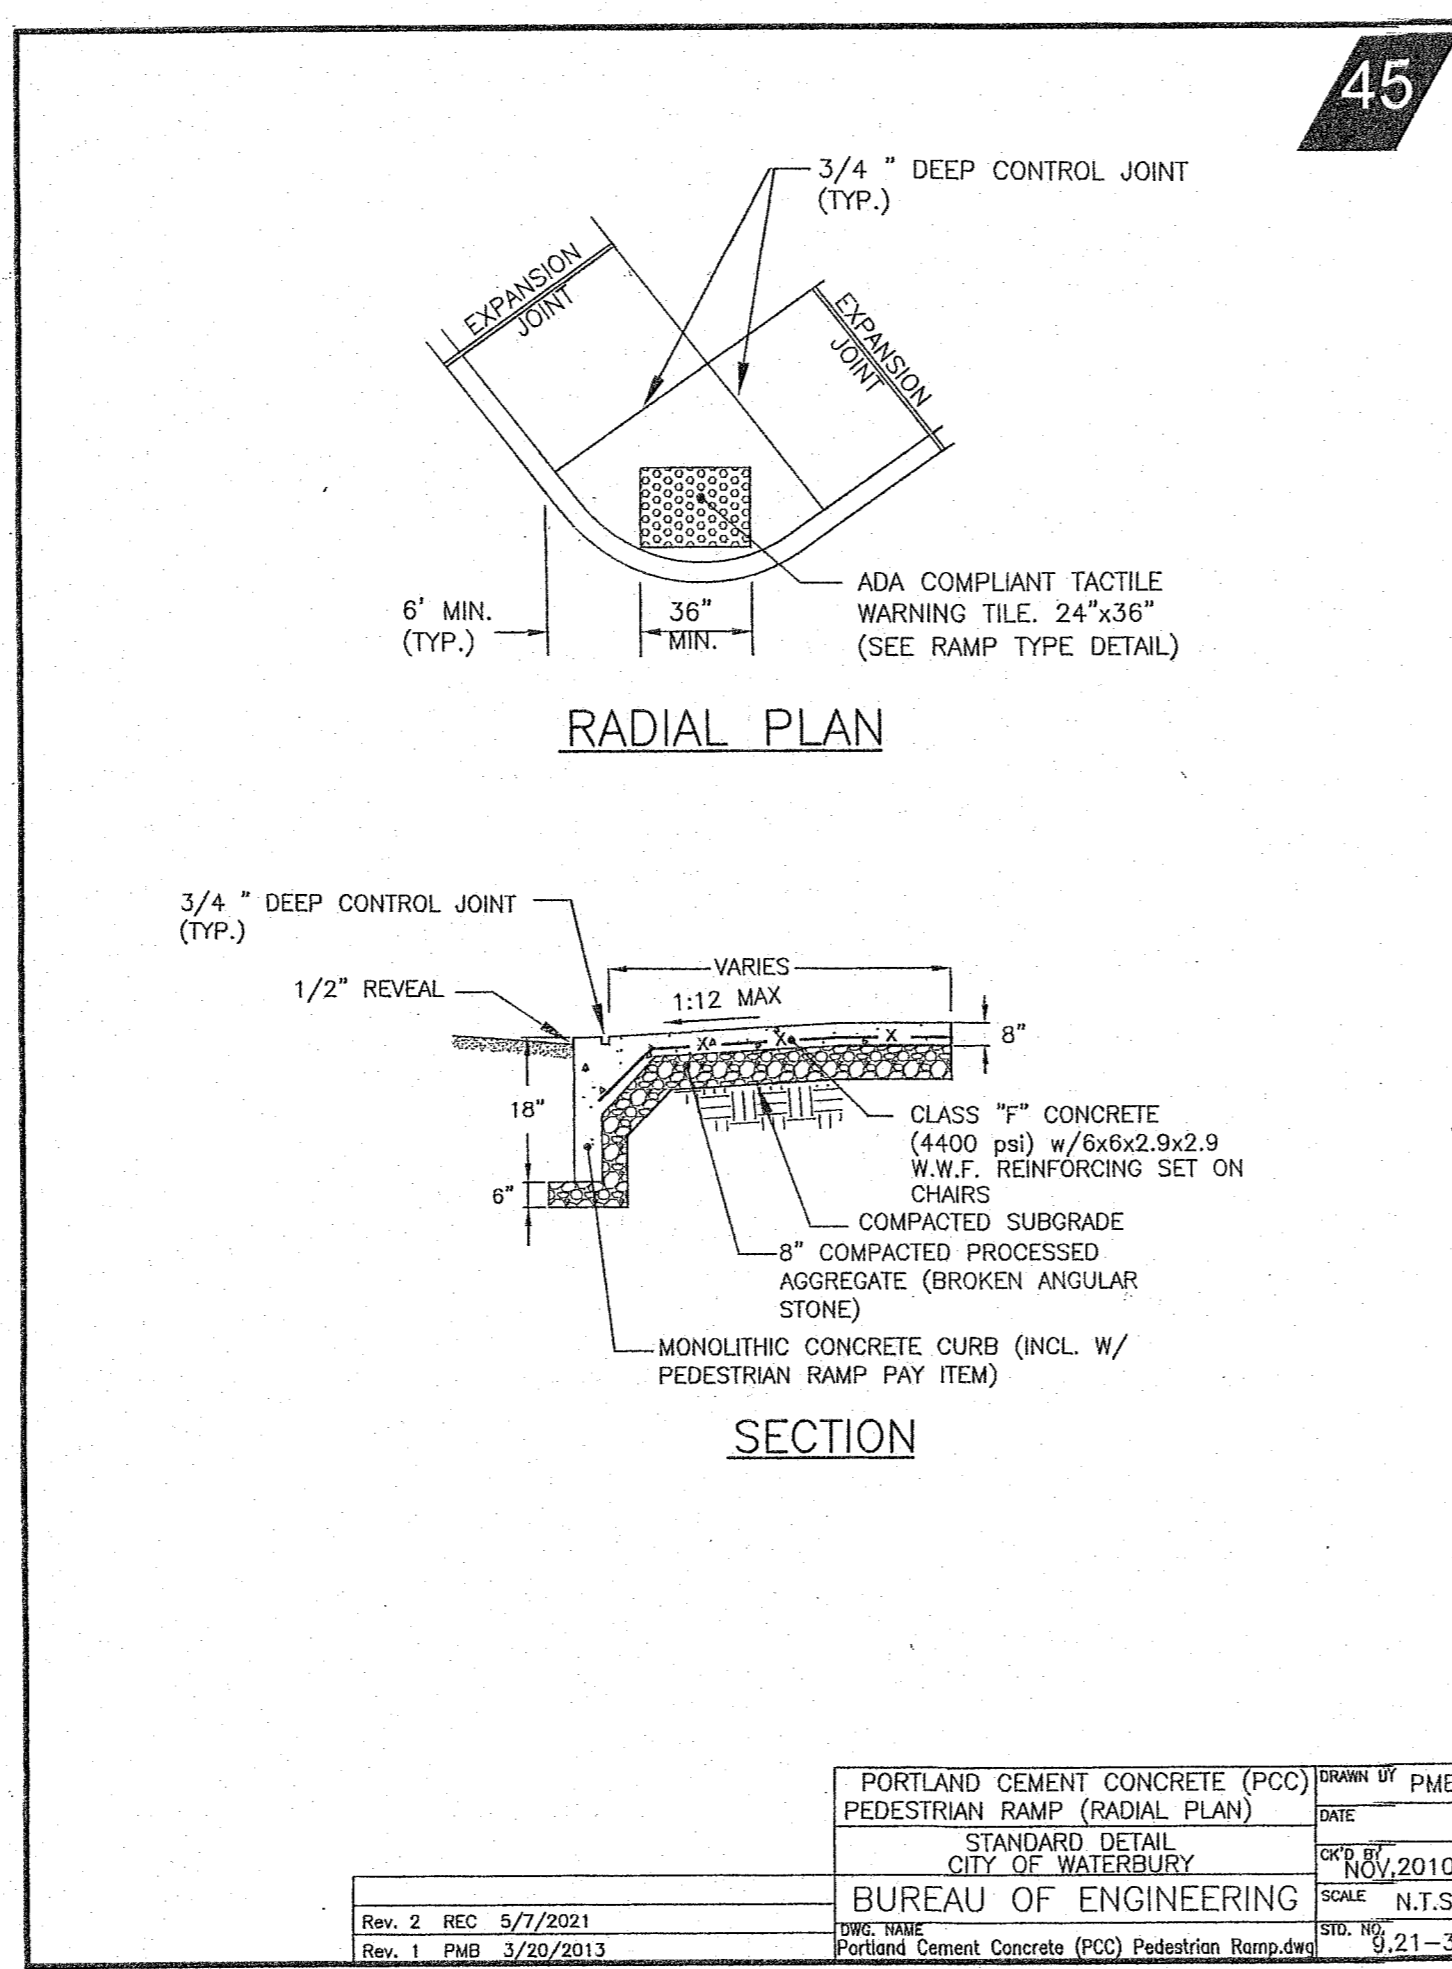 45
3/4 " DEEP CONTROL JOINT
(TYP.)
EXPANSION
JOINT
EXPANSION
JOINT
6' MIN.
(TYP.)
36"
MIN.
ADA COMPLIANT TACTILE
WARNING TILE. 24"x36"
(SEE RAMP TYPE DETAIL)
RADIAL PLAN
3/4 " DEEP CONTROL JOINT
(TYP.)
1/2" REVEAL
VARIES
1:12 MAX
8"
18"
6"
X
X
X
CLASS "F" CONCRETE
(4400 psi) w/6x6x2.9x2.9
W.W.F. REINFORCING SET ON
CHAIRS
COMPACTED SUBGRADE
8" COMPACTED PROCESSED
AGGREGATE (BROKEN ANGULAR
STONE)
MONOLITHIC CONCRETE CURB (INCL. W/
PEDESTRIAN RAMP PAY ITEM)
SECTION
PORTLAND CEMENT CONCRETE (PCC)
PEDESTRIAN RAMP (RADIAL PLAN)
STANDARD DETAIL
CITY OF WATERBURY
BUREAU OF ENGINEERING
DWG. NAME
Portland Cement Concrete (PCC) Pedestrian Ramp.dwg
DRAWN BY PMB
DATE
CK'D BY
NOV,2010
SCALE N.T.S
STD. NO.
9.21-3
Rev. 2 REC 5/7/2021
Rev. 1 PMB 3/20/2013